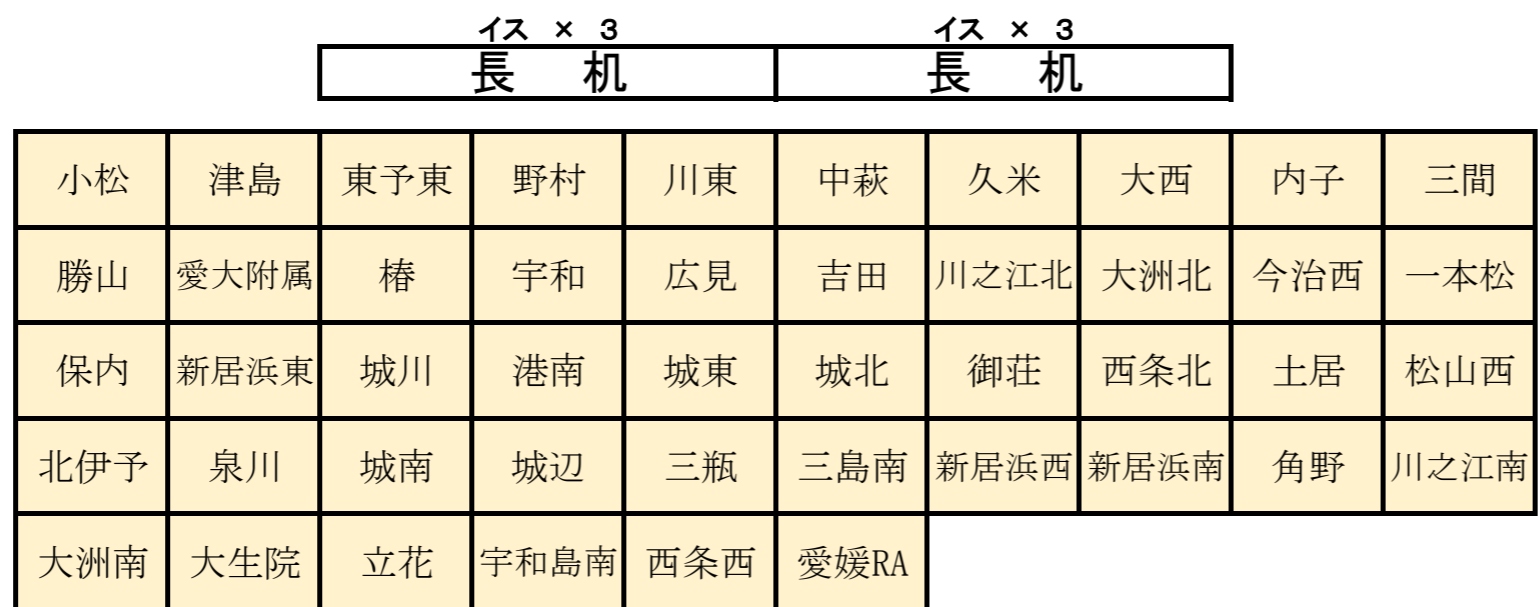 イス × 3 イス × 3
長 机 長 机
小松 津島 東予東 野村 川東 中萩 久米 大西 内子 三間
勝山 愛大附属 椿 宇和 広見 吉田 川之江北 大洲北 今治西 一本松
保内 新居浜東 城川 港南 城東 城北 御荘 西条北 土居 松山西
北伊予 泉川 城南 城辺 三瓶 三島南 新居浜西 新居浜南 角野 川之江南
大洲南 大生院 立花 宇和島南 西条西 愛媛RA